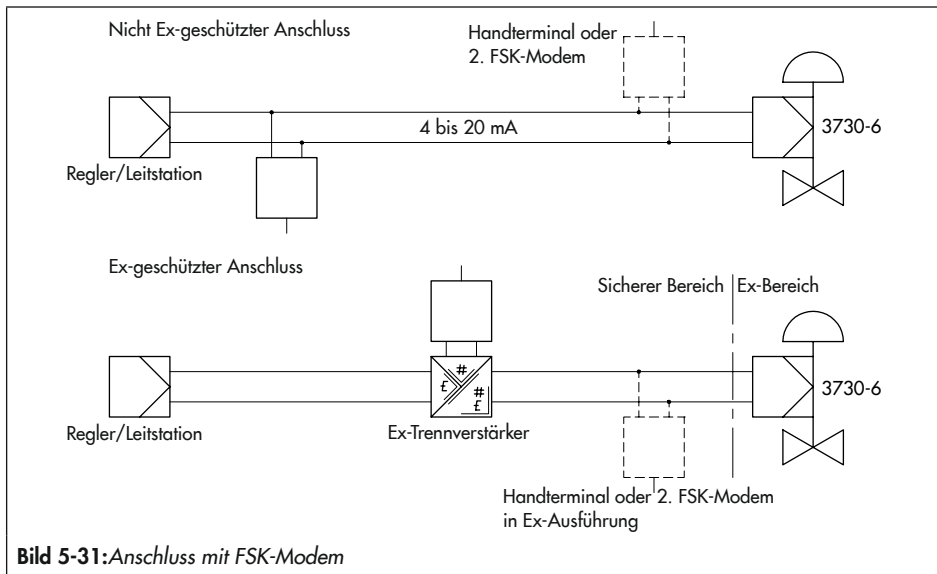 Nicht Ex-geschützter Anschluss
Handterminal oder
2. FSK-Modem
4 bis 20 mA
3730-6
Regler/Leitstation
Ex-geschützter Anschluss
Sicherer Bereich
Ex-Bereich
3730-6
Regler/Leitstation
Ex-Trennverstärker
Handterminal oder 2. FSK-Modem
in Ex-Ausführung
Bild 5-31:Anschluss mit FSK-Modem